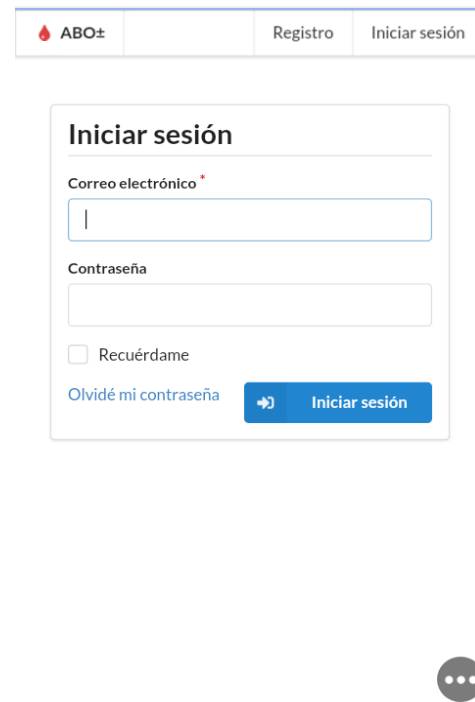 ABO± Registro Iniciar sesión
Iniciar sesión
Correo electrónico *
Contraseña
Recuérdame
Olvidé mi contraseña Iniciar sesión